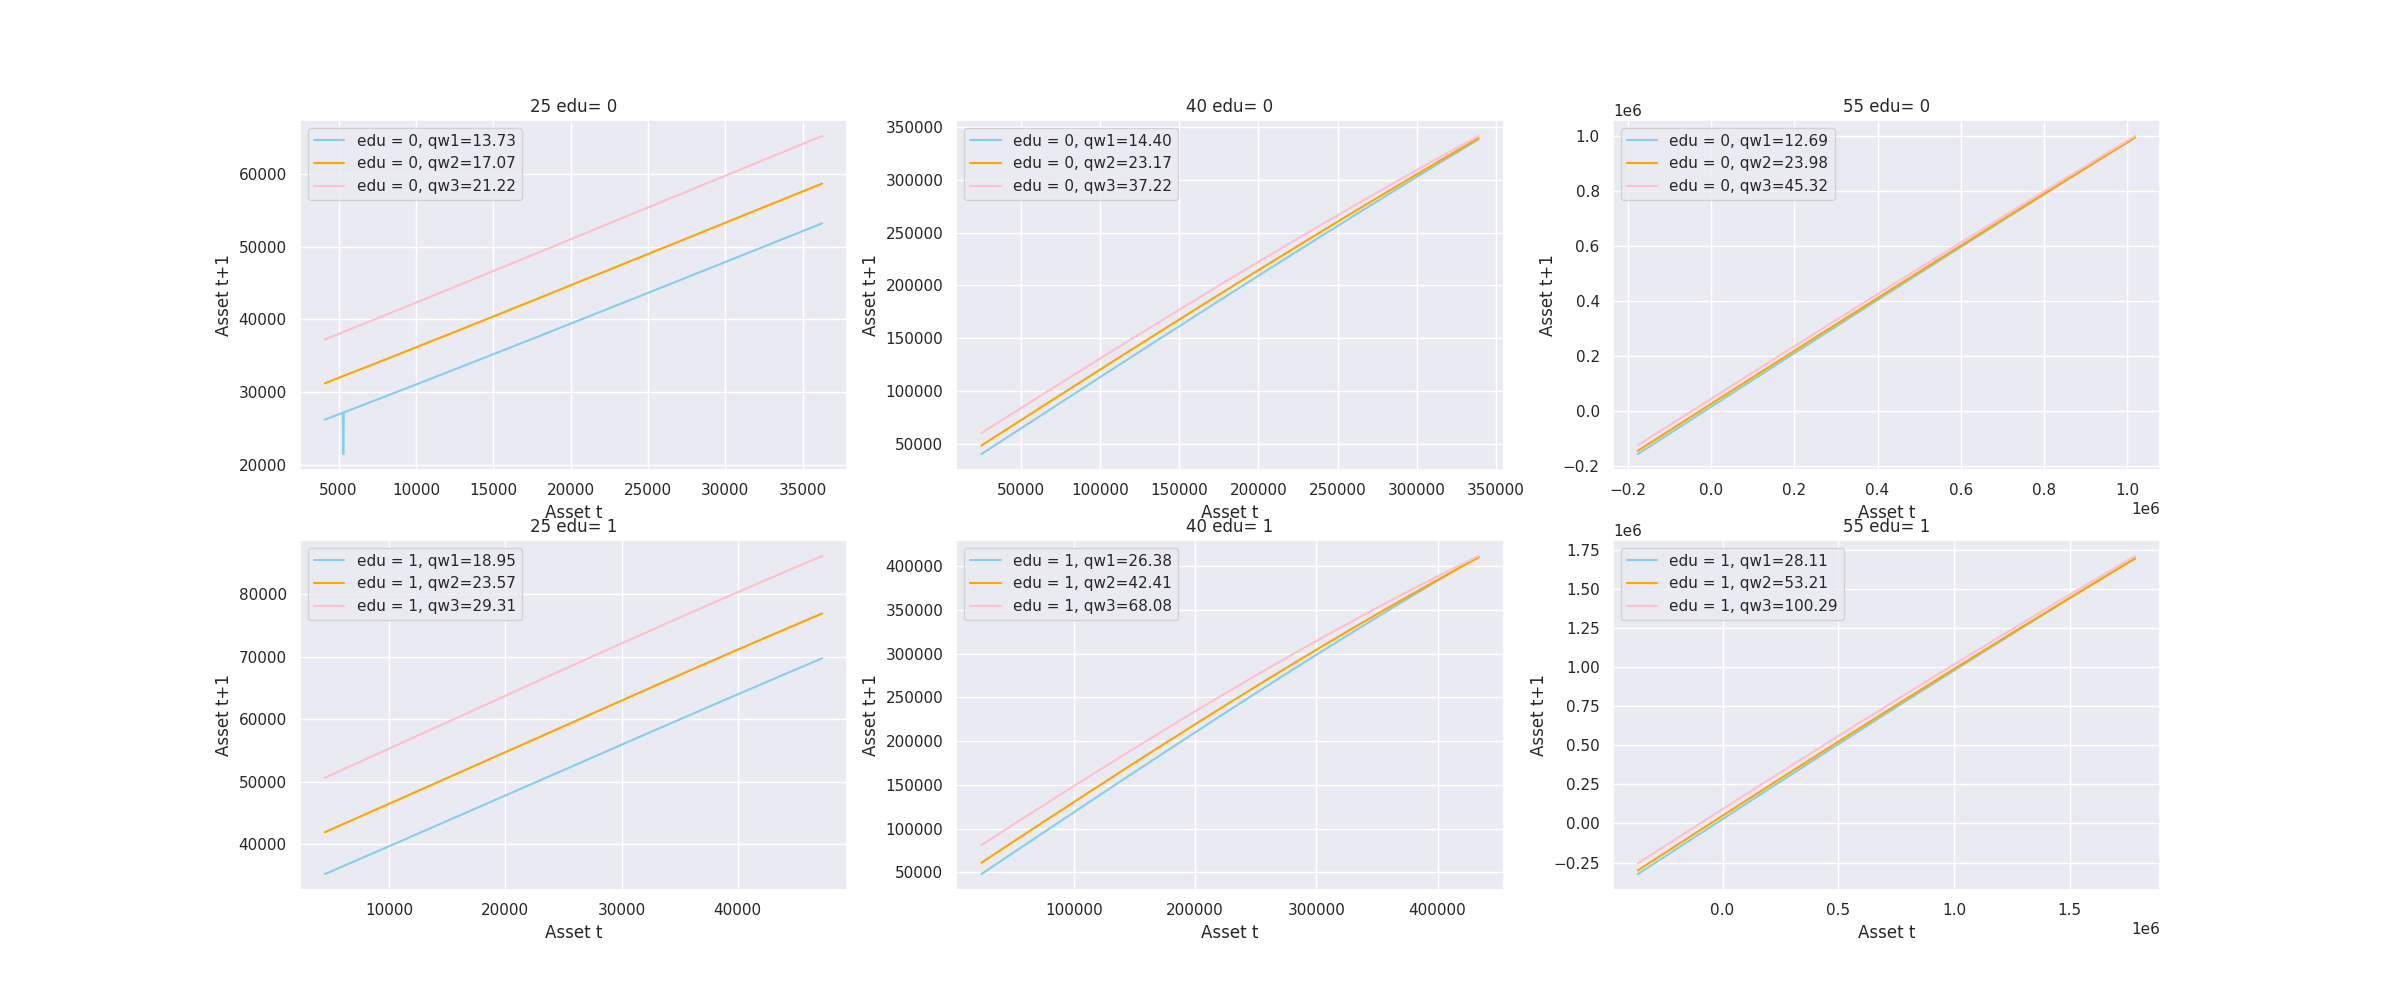 25 edu= 0
edu = 0, qw1=13.73
edu = 0, qw2=17.07
edu = 0, qw3=21.22
Asset t+1
60000
50000
40000
30000
20000
5000 10000 15000 20000 25000 30000 35000
Asset t
40 edu= 0
edu = 0, qw1=14.40
edu = 0, qw2=23.17
edu = 0, qw3=37.22
Asset t+1
350000
300000
250000
200000
150000
100000
50000
50000 100000 150000 200000 250000 300000 350000
Asset t
55 edu= 0
1e6
edu = 0, qw1=12.69
edu = 0, qw2=23.98
edu = 0, qw3=45.32
Asset t+1
1.0
0.8
0.6
0.4
0.2
0.0
−0.2
−0.2 0.0 0.2 0.4 0.6 0.8 1.0
1e6
Asset t
25 edu= 1
edu = 1, qw1=18.95
edu = 1, qw2=23.57
edu = 1, qw3=29.31
Asset t+1
80000
70000
60000
50000
40000
10000 20000 30000 40000
Asset t
40 edu= 1
edu = 1, qw1=26.38
edu = 1, qw2=42.41
edu = 1, qw3=68.08
Asset t+1
400000
350000
300000
250000
200000
150000
100000
50000
100000 200000 300000 400000
Asset t
55 edu= 1
1e6
edu = 1, qw1=28.11
edu = 1, qw2=53.21
edu = 1, qw3=100.29
Asset t+1
1.75
1.50
1.25
1.00
0.75
0.50
0.25
0.00
−0.25
0.0 0.5 1.0 1.5
1e6
Asset t